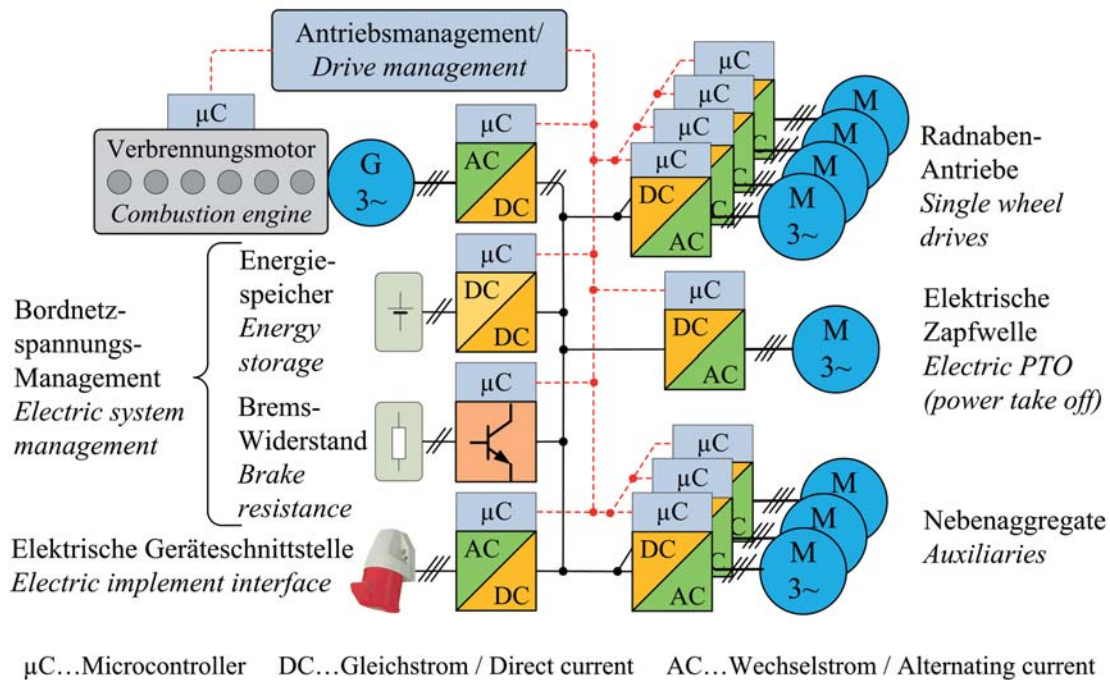 Antriebsmanagement/
Drive management
µC
Verbrennungsmotor
Combustion engine
G
3~
µC
AC
DC
µC
µC
µC
µC
DC
AC
C
C
M
M
M
M
3~
Radnaben-
Antriebe
Single wheel
drives
Bordnetz-
spannungs-
Management
Electric system
management
Energie-
speicher
Energy
storage
µC
DC
DC
µC
DC
AC
M
3~
Elektrische
Zapfwelle
Electric PTO
(power take off)
Brems-
Widerstand
Brake
resistance
µC
Elektrische Geräteschnittstelle
Electric implement interface
µC
AC
DC
µC
µC
µC
DC
AC
C
C
M
M
M
3~
Nebenaggregate
Auxiliaries
µC…Microcontroller DC…Gleichstrom / Direct current AC…Wechselstrom / Alternating current